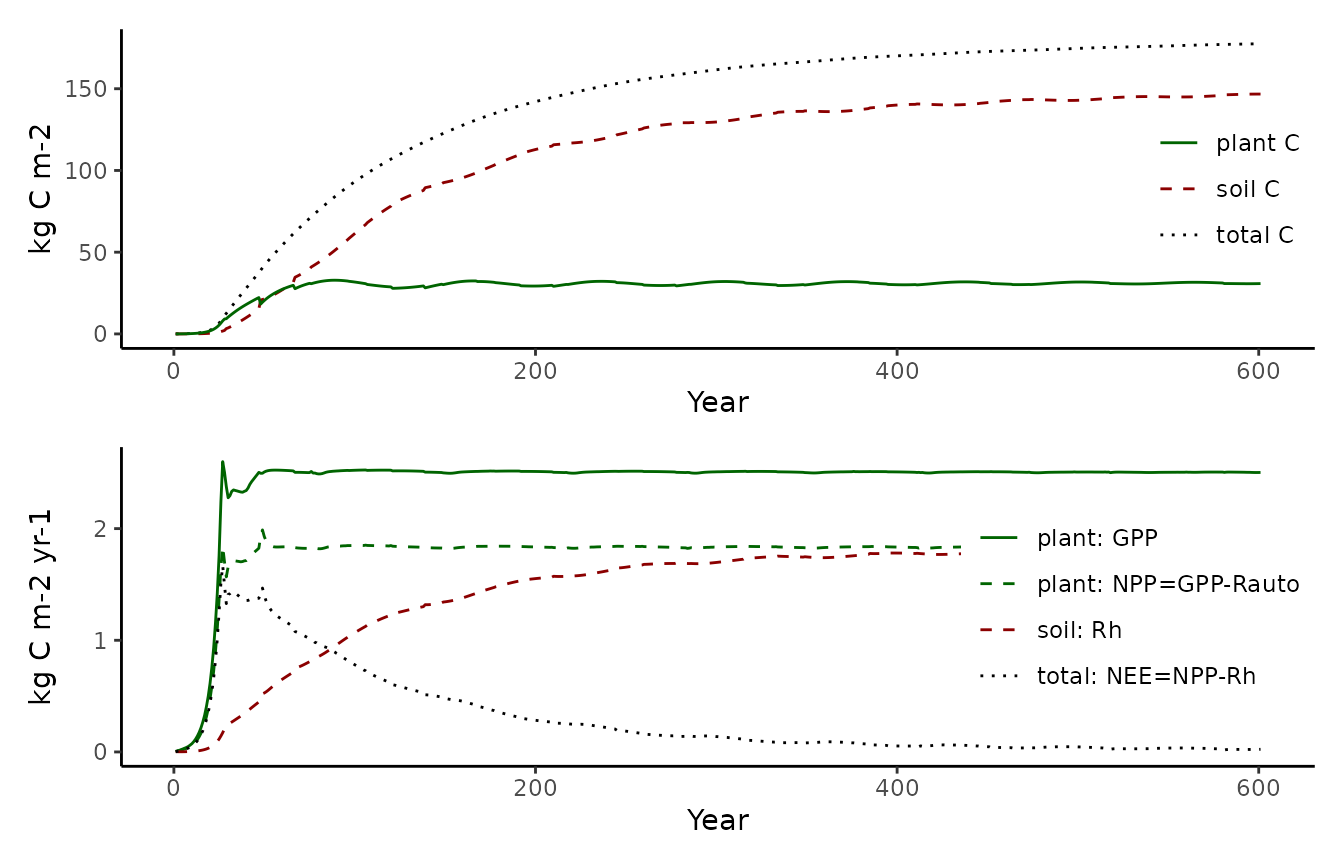 kg C m-2
150
100
50
0
plant C
soil C
total C
0 200 400 600
Year
kg C m-2 yr-1
2
1
0
plant: GPP
plant: NPP=GPP-Rauto
soil: Rh
total: NEE=NPP-Rh
0 200 400 600
Year